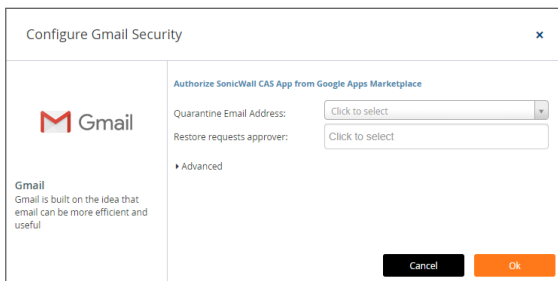 Configure Gmail Security
×
Authorize SonicWall CAS App from Google Apps Marketplace
Gmail
Quarantine Email Address:
Click to select
Restore requests approver:
Click to select
Advanced
Gmail
Gmail is built on the idea that
email can be more efficient and
useful
Cancel
Ok